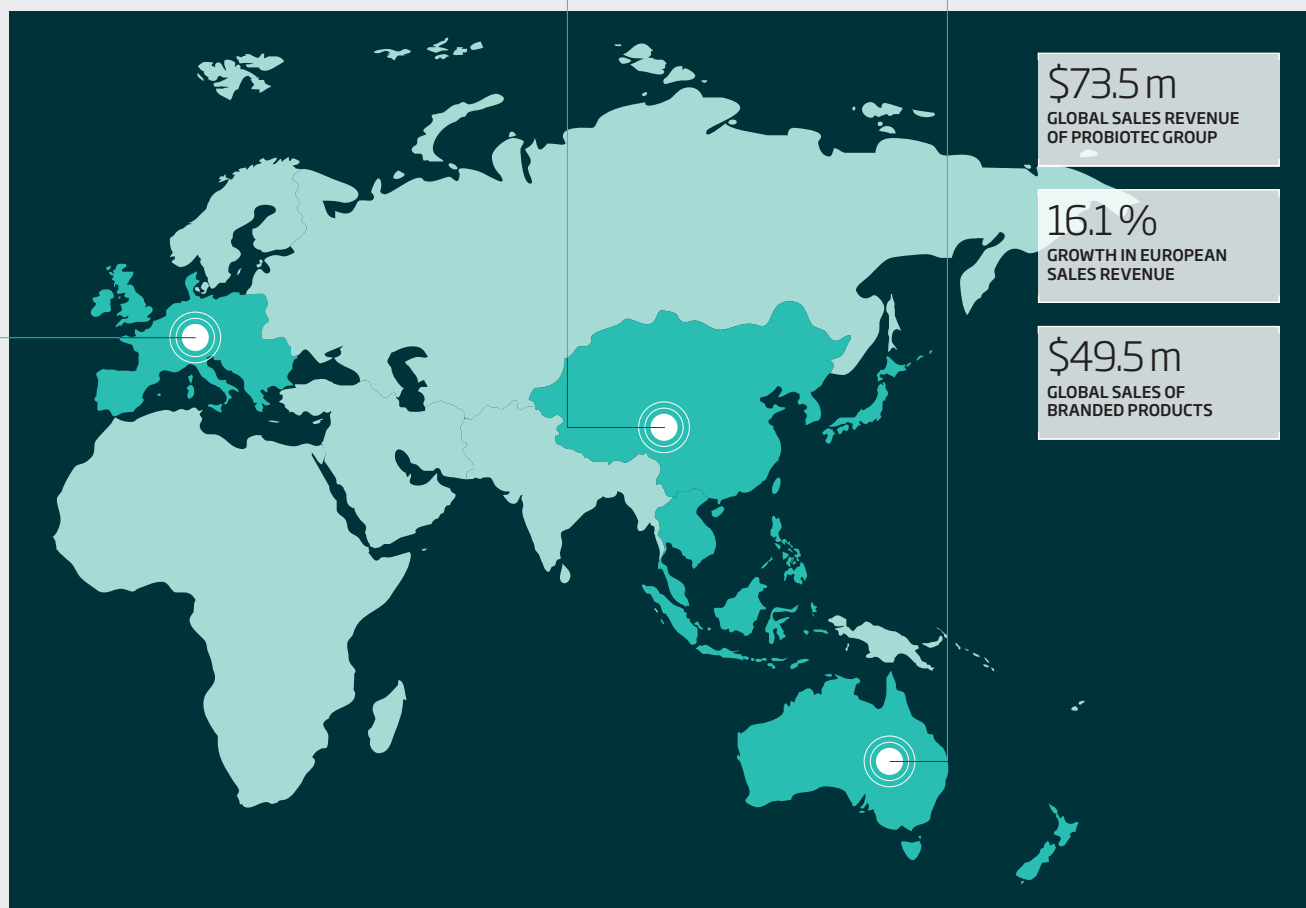 $73.5 m
GLOBAL SALES REVENUE
OF PROBIOTEC GROUP
16.1 %
GROWTH IN EUROPEAN
SALES REVENUE
$49.5 m
GLOBAL SALES OF
BRANDED PRODUCTS